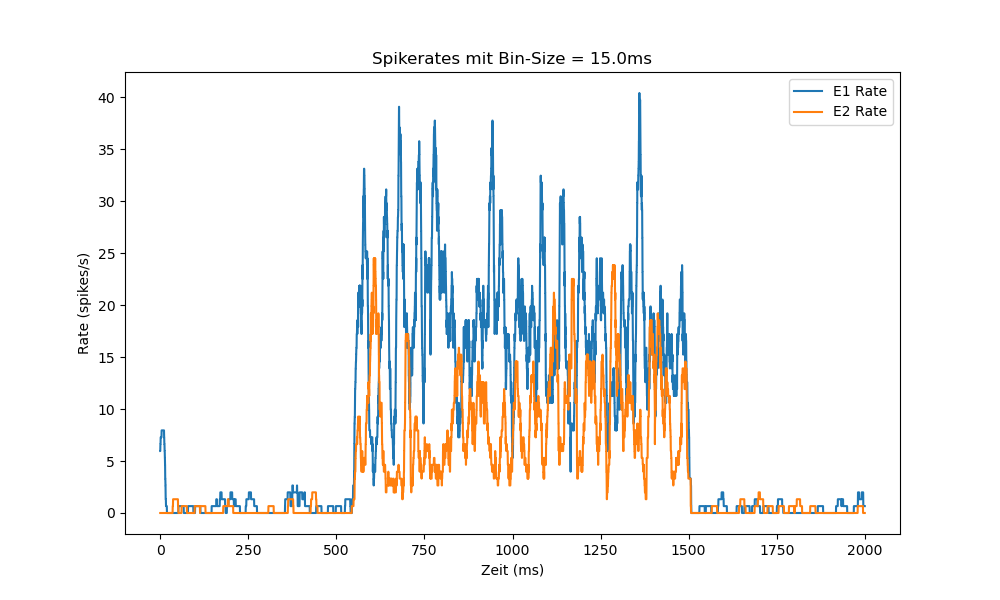 Spikerates mit Bin-Size = 15.0ms
E1 Rate
E2 Rate
Rate (spikes/s)
40
35
30
25
20
15
10
5
0
0 250 500 750 1000 1250 1500 1750 2000
Zeit (ms)